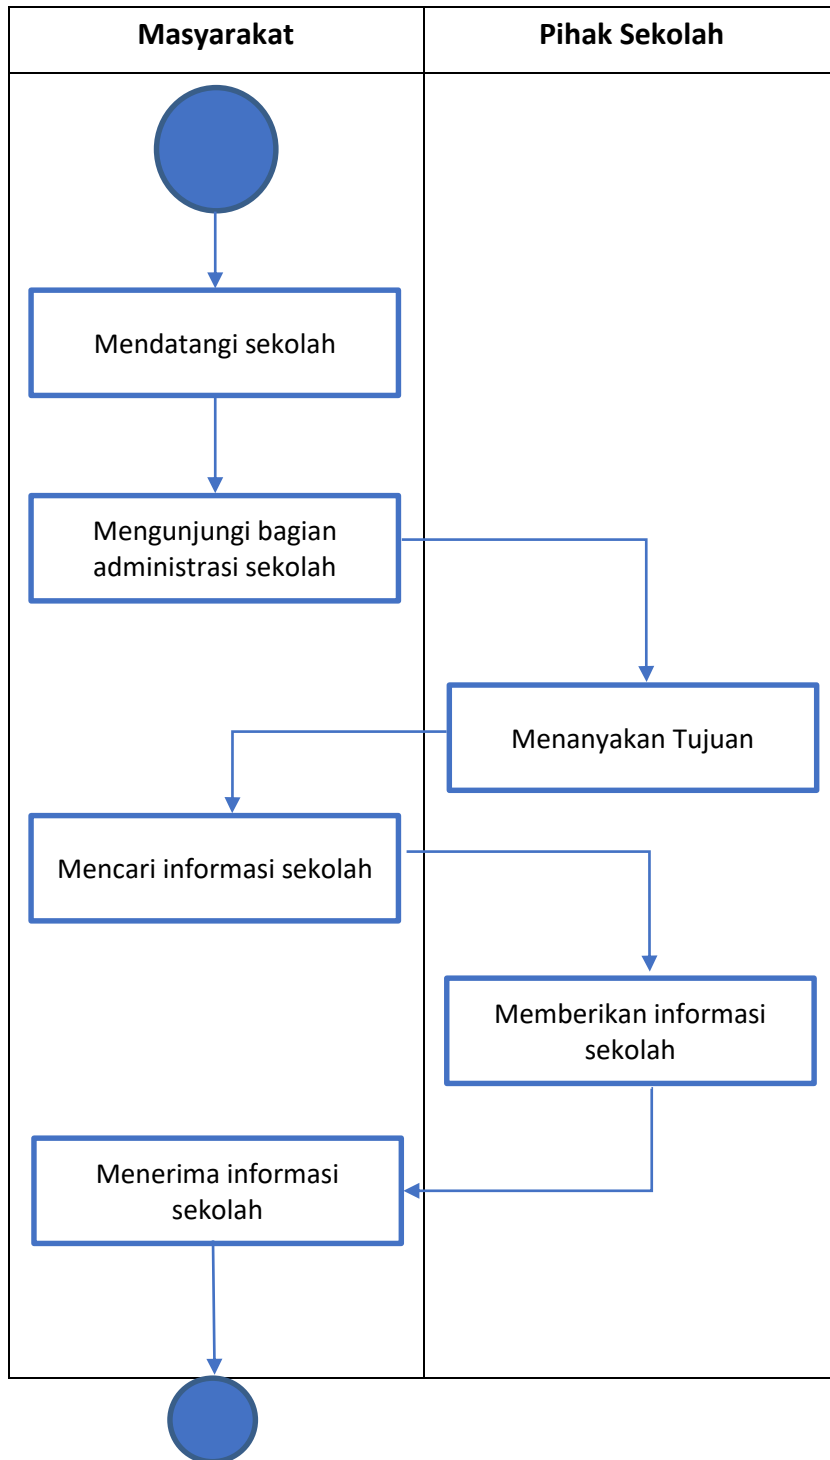 Masyarakat
Pihak Sekolah
Mendatangi sekolah
Mengunjungi bagian
administrasi sekolah
Menanyakan Tujuan
Mencari informasi sekolah
Memberikan informasi
sekolah
Menerima informasi
sekolah